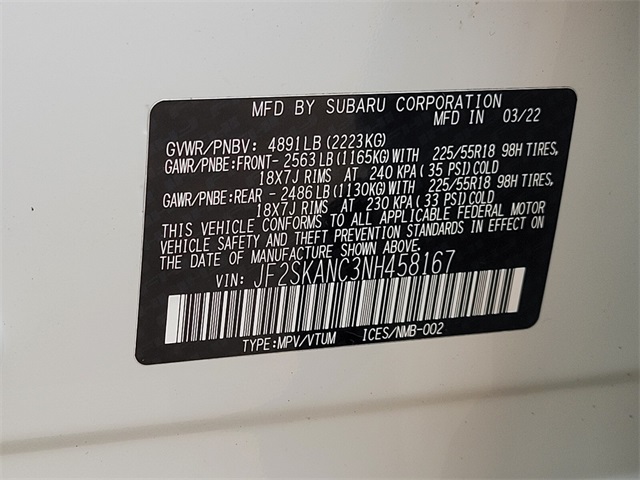 MFD BY SUBARU CORPORATION
MFD IN 03/22
GVWR/PNBV: 4891LB(2223KG)
GAWR/PNBE:FRONT- 2563LB(1165KG)WITH 225/55R18 98H TIRES,
18X7J RIMS AT 240 KPA( 35 PSI)COLD
GAWR/PNBE:REAR - 2486LB(1130KG)WITH 225/55R18 98H TIRES,
18X7J RIMS AT 230 KPA( 33 PSI)COLD
THIS VEHICLE CONFORMS TO ALL APPLICABLE FEDERAL MOTOR
VEHICLE SAFETY AND THEFT PREVENTION STANDARDS IN EFFECT ON
THE DATE OF MANUFACTURE SHOWN ABOVE.
VIN: JF2SKANC3NH458167
TYPE:MPV/VTUM ICES/NMB-002